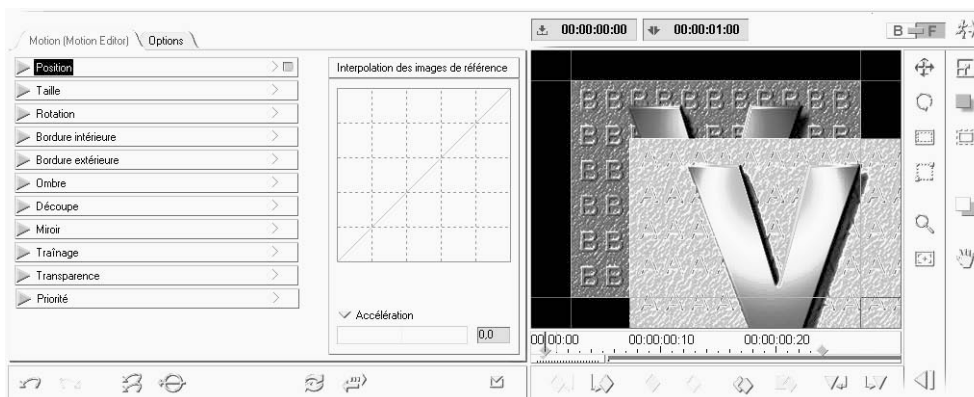 Motion (Motion Editor) Options
Position
Taille
Rotation
Bordure intérieure
Bordure extérieure
Ombre
Découpe
Miroir
Traînage
Transparence
Priorité
Interpolation des images de référence
Accélération
0,0
00:00:00:00 00:00:01:00
B F
B B B B B B B B B B
B B
B B
B B
B B
V
00:00:00 00:00:00:10 00:00:00:20